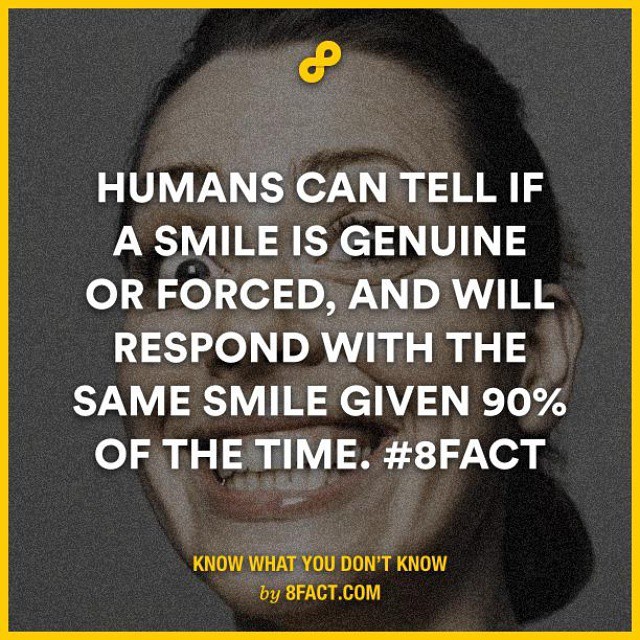 HUMANS CAN TELL IF
A SMILE IS GENUINE
OR FORCED, AND WILL
RESPOND WITH THE
SAME SMILE GIVEN 90%
OF THE TIME. #8FACT
KNOW WHAT YOU DON'T KNOW
by 8FACT.COM